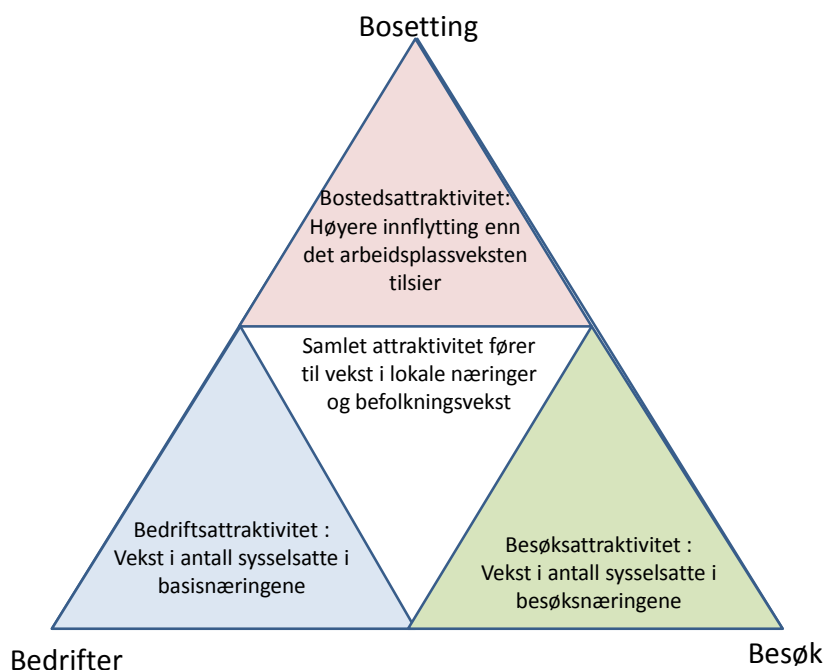 Bosetting
Bostedsattraktivitet:
Høyere innflytting enn
det arbeidsplassveksten
tilsier
Samlet attraktivitet fører
til vekst i lokale næringer
og befolkningsvekst
Bedriftsattraktivitet :
Vekst i antall sysselsatte i
basisnæringene
Besøksattraktivitet :
Vekst i antall sysselsatte i
besøksnæringene
Bedrifter
Besøk